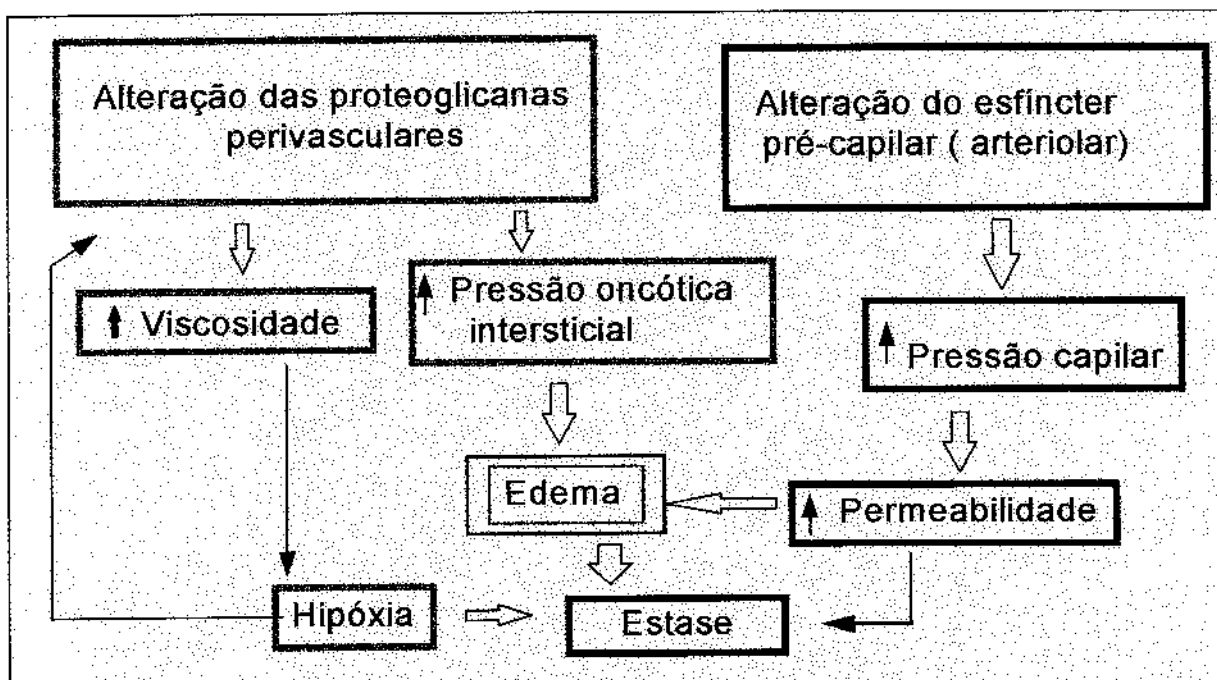 Alteração das proteoglicanas
perivasculares
Alteração do esfíncter
pré-capilar ( arteriolar)
Viscosidade
Pressão oncótica
intersticial
Pressão capilar
Edema
Permeabilidade
Hipóxia
Estase